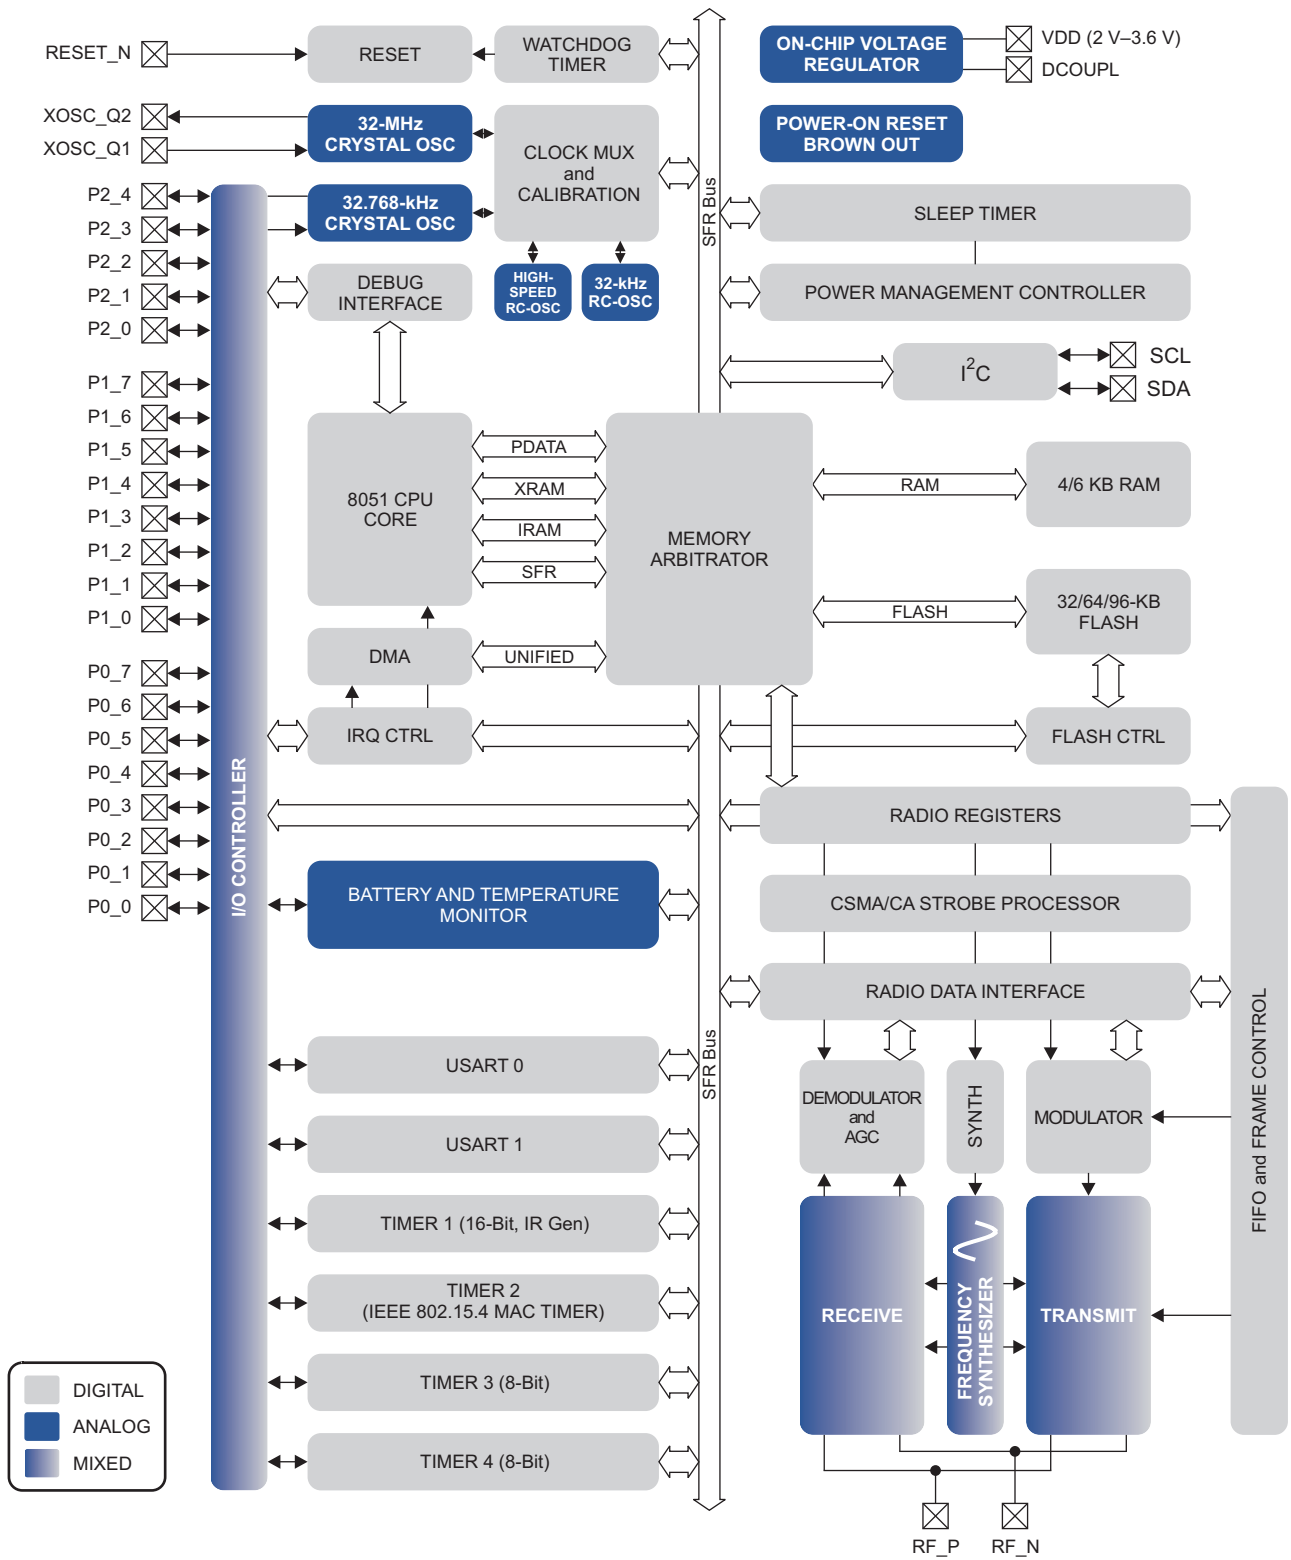 RESET_N
RESET
WATCHDOG
TIMER
ON-CHIP VOLTAGE
REGULATOR
VDD (2 V–3.6 V)
DCOUPL
XOSC_Q2
XOSC_Q1
32-MHz
CRYSTAL OSC
CLOCK MUX
and
CALIBRATION
POWER-ON RESET
BROWN OUT
SFR Bus
P2_4
P2_3
P2_2
P2_1
P2_0
32.768-kHz
CRYSTAL OSC
SLEEP TIMER
DEBUG
INTERFACE
HIGH-
SPEED
RC-OSC
32-kHz
RC-OSC
POWER MANAGEMENT CONTROLLER
I2C
SCL
SDA
P1_7
P1_6
P1_5
P1_4
P1_3
P1_2
P1_1
P1_0
8051 CPU
CORE
PDATA
XRAM
IRAM
SFR
MEMORY
ARBITRATOR
RAM
4/6 KB RAM
FLASH
32/64/96-KB
FLASH
DMA
UNIFIED
P0_7
P0_6
P0_5
P0_4
P0_3
P0_2
P0_1
P0_0
IRQ CTRL
FLASH CTRL
I/O CONTROLLER
RADIO REGISTERS
BATTERY AND TEMPERATURE
MONITOR
CSMA/CA STROBE PROCESSOR
RADIO DATA INTERFACE
FIFO and FRAME CONTROL
SFR Bus
USART 0
USART 1
TIMER 1 (16-Bit, IR Gen)
TIMER 2
(IEEE 802.15.4 MAC TIMER)
TIMER 3 (8-Bit)
TIMER 4 (8-Bit)
DEMODULATOR
and
AGC
SYNTH
MODULATOR
RECEIVE
FREQUENCY
SYNTHESIZER
TRANSMIT
DIGITAL
ANALOG
MIXED
RF_P
RF_N